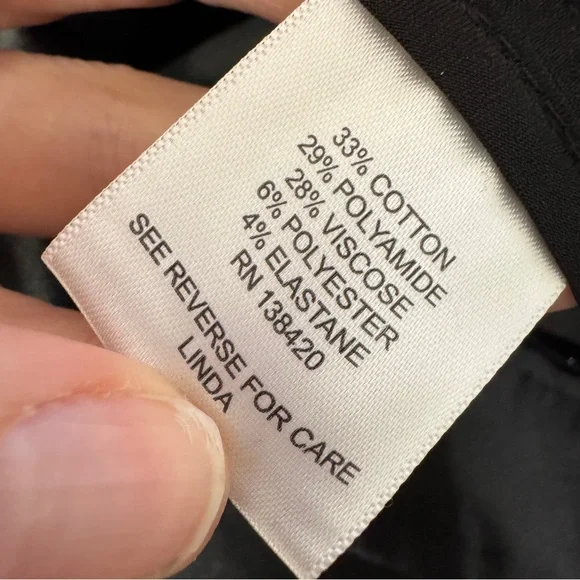 33% COTTON
29% POLYAMIDE
28% VISCOSE
6% POLYESTER
4% ELASTANE
RN 138420
SEE REVERSE FOR CARE
LINDA